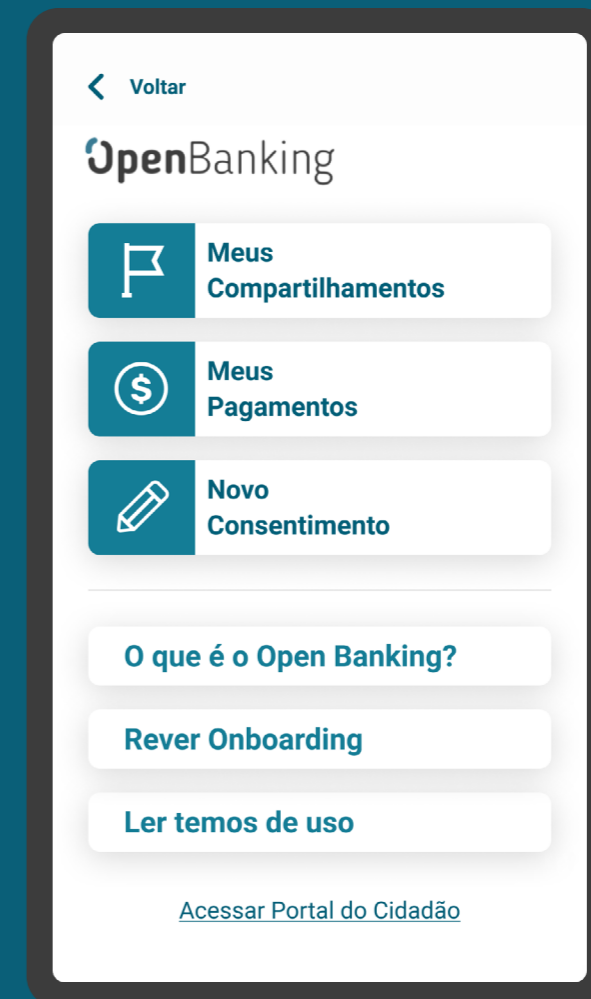 Voltar
OpenBanking
Meus
Compartilhamentos
$
Meus
Pagamentos
Novo
Consentimento
O que é o Open Banking?
Rever Onboarding
Ler temos de uso
Acessar Portal do Cidadão